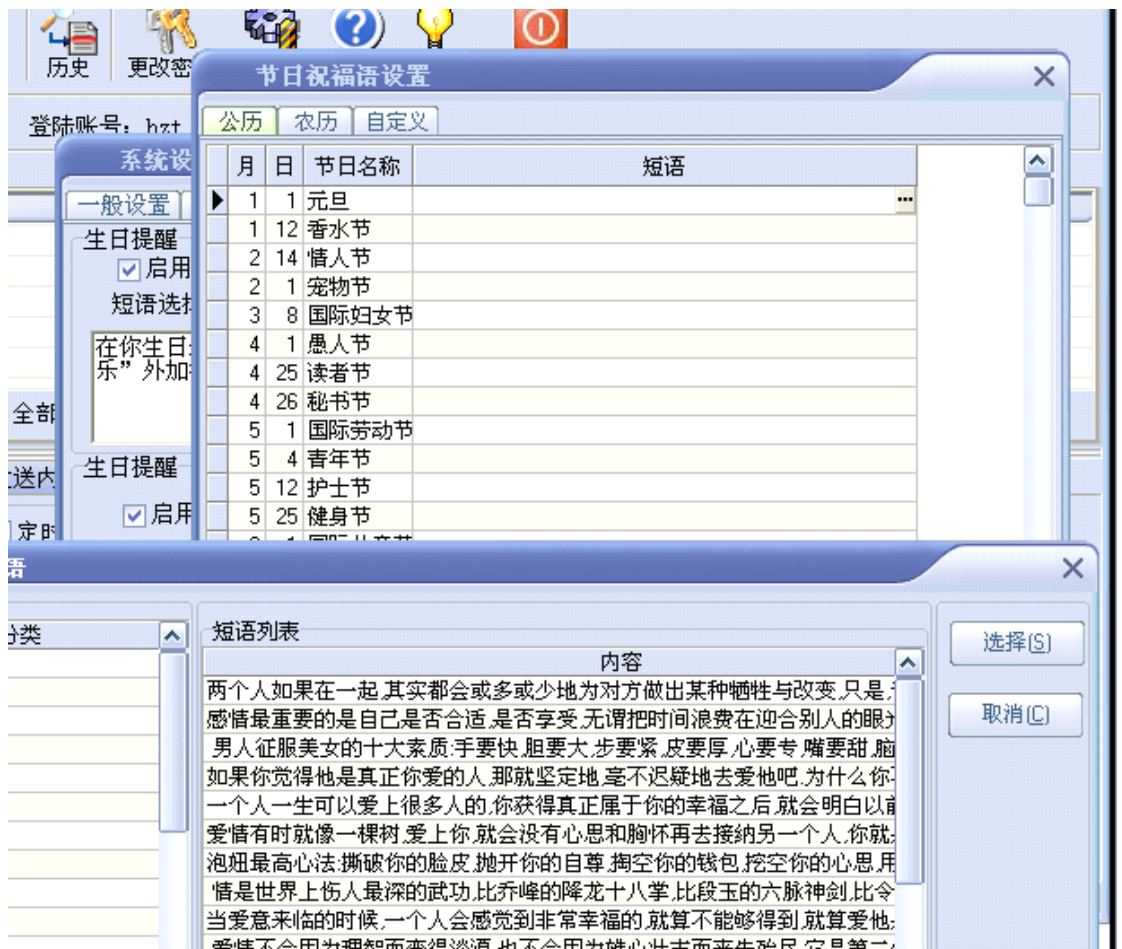 历史
更改密
登陆账号: hzt
系统设
一般设置
生日提醒
启用
短语选择
在你生日
乐”外加
全部
送内
定时
生日提醒
启用
节日祝福语设置
公历 农历 自定义
月 日 节日名称 短语
1 1 元旦
1 12 香水节
2 14 情人节
2 1 宠物节
3 8 国际妇女节
4 1 愚人节
4 25 读者节
4 26 秘书节
5 1 国际劳动节
5 4 青年节
5 12 护士节
5 25 健身节
语
分类
短语列表
内容
两个人如果在一起,其实都会或多或少地为对方做出某种牺牲与改变,只是
感情最重要的是自己是否合适,是否享受,无谓把时间浪费在迎合别人的眼光
男人征服美女的十大素质:手要快,胆要大,步要紧,皮要厚,心要专,嘴要甜,脑
如果你觉得他是真正你爱的人,那就坚定地,毫不迟疑地去爱他吧.为什么你
一个人一生可以爱上很多人的,你获得真正属于你的幸福之后,就会明白以前
爱情有时就像一棵树,爱上你,就会没有心思和胸怀再去接纳另一个人,你就
泡妞最高心法:撕破你的脸皮,抛开你的自尊,掏空你的钱包,挖空你的心思,用
情是世界上伤人最深的武功,比乔峰的降龙十八掌,比段玉的六脉神剑,比令
当爱意来临的时候,一个人会感觉到非常幸福的,就算不能够得到,就算爱他
选择(S)
取消(C)